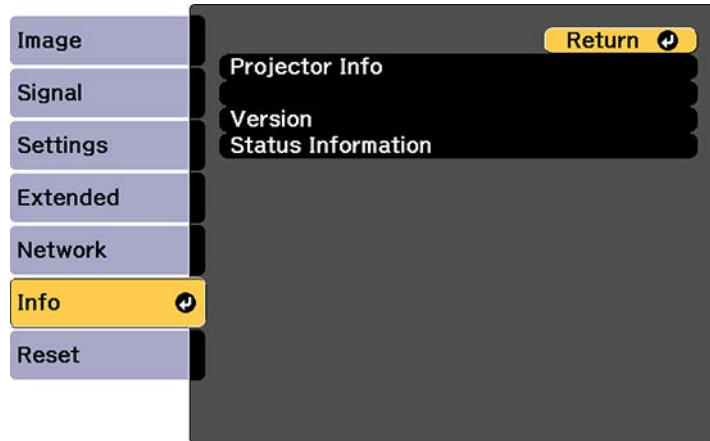 Image
Signal
Settings
Extended
Network
Info
Reset
Return
Projector Info
Version
Status Information